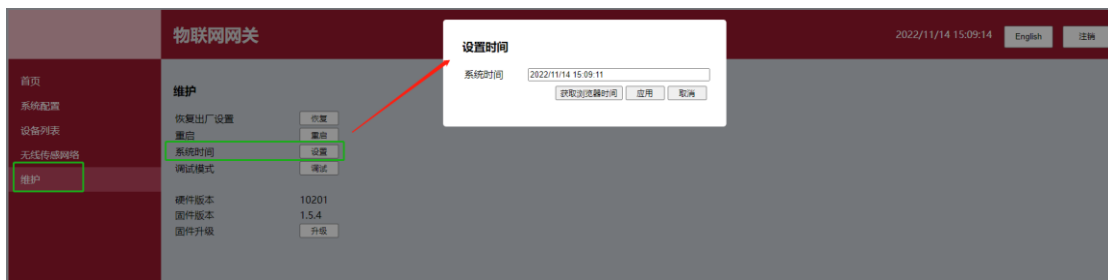 物联网网关
2022/11/14 15:09:14
English
注销
首页
系统配置
设备列表
无线传感网络
维护
维护
恢复出厂设置 恢复
重启 重启
系统时间 设置
调试模式 调试
硬件版本 10201
固件版本 1.5.4
固件升级 升级
设置时间
系统时间 2022/11/14 15:09:11
获取浏览器时间 应用 取消